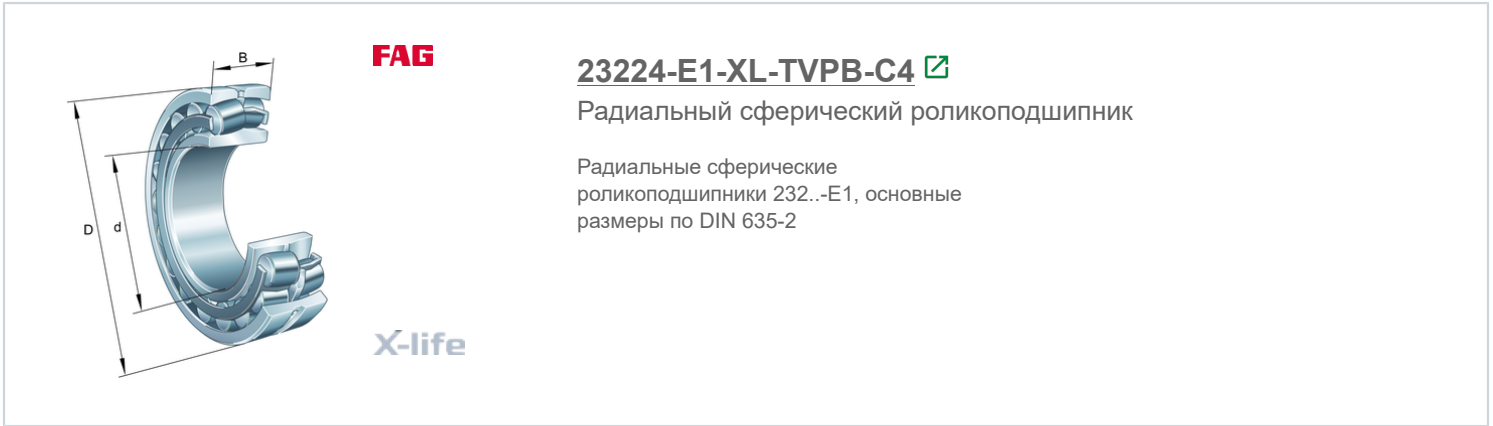 FAG
B
D
d
X-life
23224-E1-XL-TVPB-C4
Радиальный сферический роликоподшипник
Радиальные сферические
роликоподшипники 232..-E1, основные
размеры по DIN 635-2